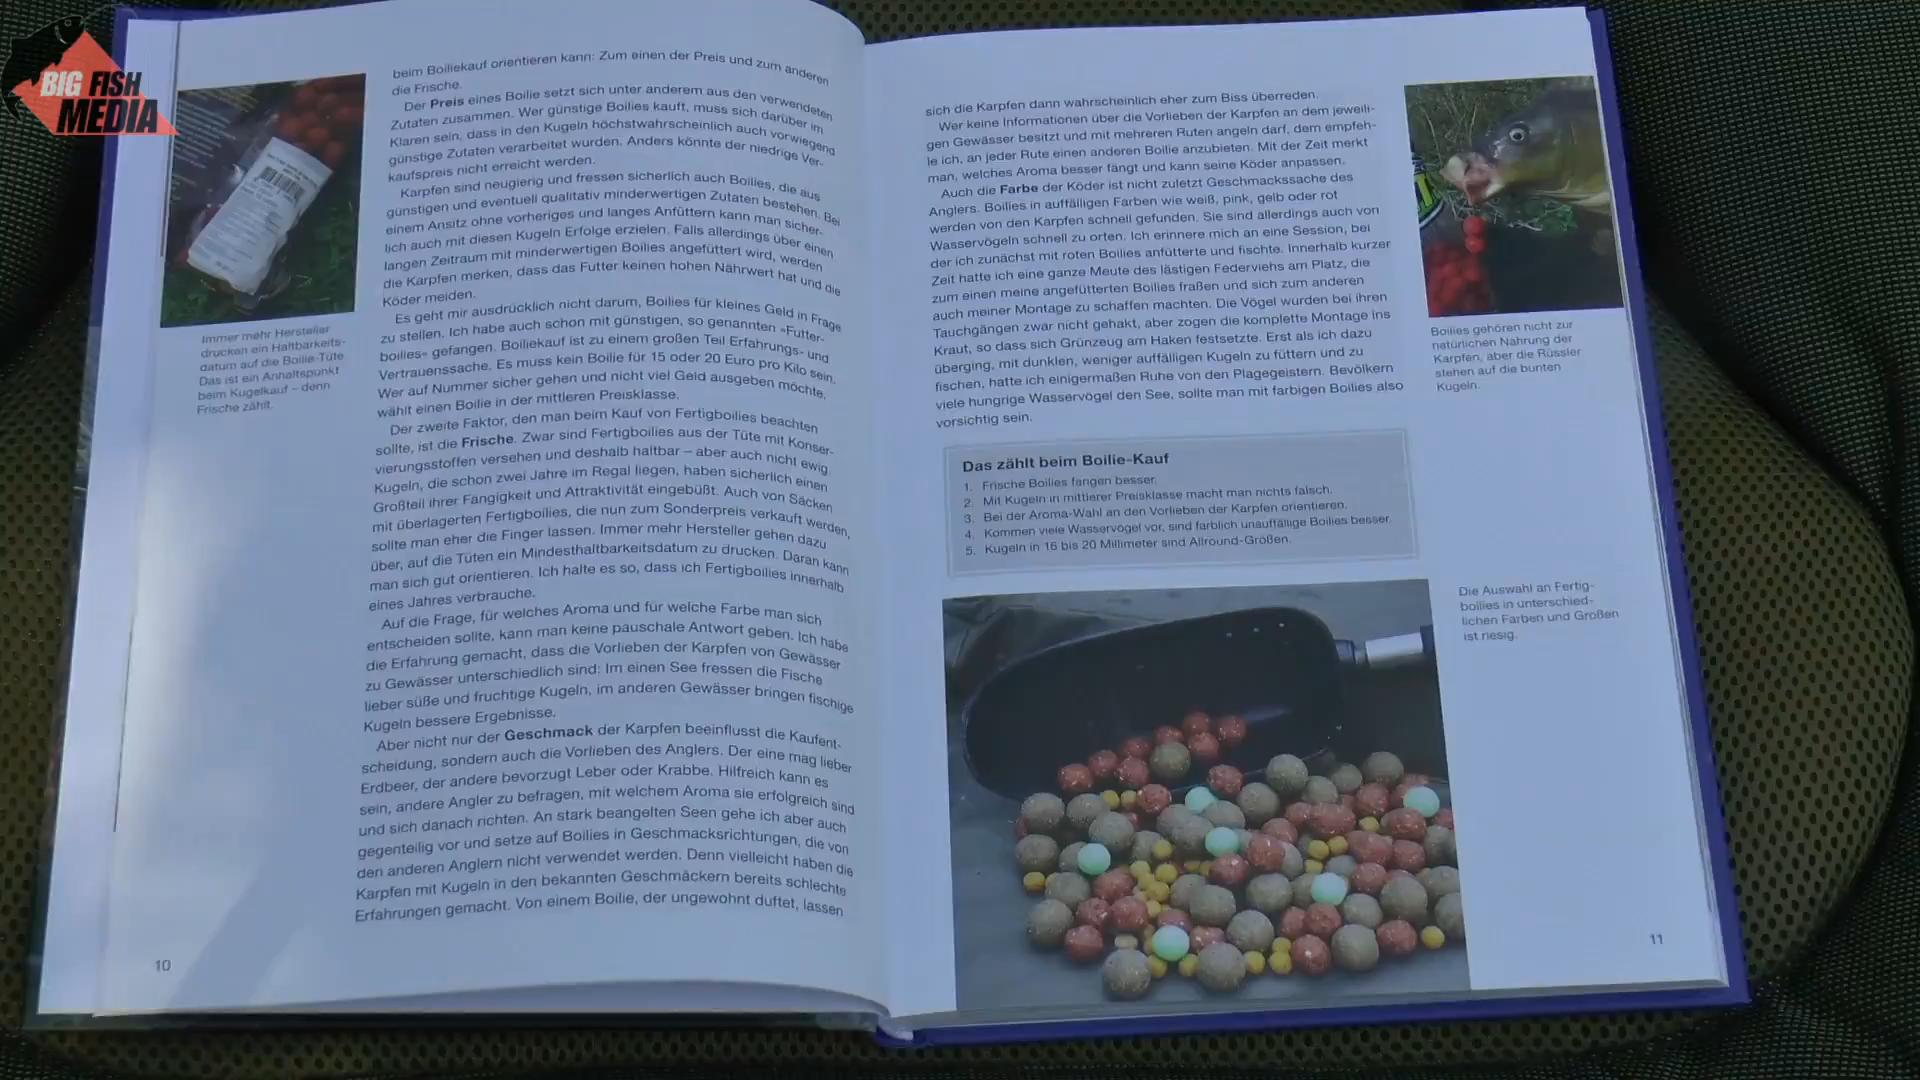 BIG FISH
MEDIA
beim Boiliekauf orientieren kann: Zum einen der Preis und zum anderen
die Frische.
Der Preis eines Boilie setzt sich unter anderem aus den verwendeten
Zutaten zusammen. Wer günstige Boilies kauft, muss sich darüber im
Klaren sein, dass in den Kugeln höchstwahrscheinlich auch vorwiegend
günstige Zutaten verarbeitet wurden. Anders könnte der niedrige Ver-
kaufspreis nicht erreicht werden.
Karpfen sind neugierig und fressen sicherlich auch Boilies, die aus
günstigen und eventuell qualitativ minderwertigen Zutaten bestehen. Bei
einem Ansitz ohne vorheriges und langes Anfüttern kann man sicher-
lich auch mit diesen Kugeln Erfolge erzielen. Falls allerdings über einen
langen Zeitraum mit minderwertigen Boilies angefüttert wird, werden
die Karpfen merken, dass das Futter keinen hohen Nährwert hat und die
Köder meiden.
Es geht mir ausdrücklich nicht darum, Boilies für kleines Geld in Frage
zu stellen. Ich habe auch schon mit günstigen, so genannten »Futter-
boilies« gefangen. Boiliekauf ist zu einem großen Teil Erfahrungs- und
Vertrauenssache. Es muss kein Boilie für 15 oder 20 Euro pro Kilo sein.
Wer auf Nummer sicher gehen und nicht viel Geld ausgeben möchte,
wählt einen Boilie in der mittleren Preisklasse.
Der zweite Faktor, den man beim Kauf von Fertigboilies beachten
sollte, ist die Frische. Zwar sind Fertigboilies aus der Tüte mit Konser-
vierungsstoffen versehen und deshalb haltbar – aber auch nicht ewig.
Kugeln, die schon zwei Jahre im Regal liegen, haben sicherlich einen
Großteil ihrer Fängigkeit und Attraktivität eingebüßt. Auch von Säcken
mit überlagerten Fertigboilies, die nun zum Sonderpreis verkauft werden,
sollte man eher die Finger lassen. Immer mehr Hersteller gehen dazu
über, auf die Tüten ein Mindesthaltbarkeitsdatum zu drucken. Daran kann
man sich gut orientieren. Ich halte es so, dass ich Fertigboilies innerhalb
eines Jahres verbrauche.
Auf die Frage, für welches Aroma und für welche Farbe man sich
entscheiden sollte, kann man keine pauschale Antwort geben. Ich habe
die Erfahrung gemacht, dass die Vorlieben der Karpfen von Gewässer
zu Gewässer unterschiedlich sind: Im einen See fressen die Fische
lieber süße und fruchtige Kugeln, im anderen Gewässer bringen fischige
Kugeln bessere Ergebnisse.
Aber nicht nur der Geschmack der Karpfen beeinflusst die Kaufent-
scheidung, sondern auch die Vorlieben des Anglers. Der eine mag lieber
Erdbeer, der andere bevorzugt Leber oder Krabbe. Hilfreich kann es
sein, andere Angler zu befragen, mit welchem Aroma sie erfolgreich sind
und sich danach richten. An stark beangelten Seen gehe ich aber auch
gegenteilig vor und setze auf Boilies in Geschmacksrichtungen, die von
den anderen Anglern nicht verwendet werden. Denn vielleicht haben die
Karpfen mit Kugeln in den bekannten Geschmäckern bereits schlechte
Erfahrungen gemacht. Von einem Boilie, der ungewohnt duftet, lassen
Immer mehr Hersteller
drucken ein Haltbarkeits-
datum auf die Boilie-Tüte.
Das ist ein Anhaltspunkt
beim Kugelkauf – denn
Frische zählt.
10
sich die Karpfen dann wahrscheinlich eher zum Biss überreden.
Wer keine Informationen über die Vorlieben der Karpfen an dem jeweili-
gen Gewässer besitzt und mit mehreren Ruten angeln darf, dem empfeh-
le ich, an jeder Rute einen anderen Boilie anzubieten. Mit der Zeit merkt
man, welches Aroma besser fängt und kann seine Köder anpassen.
Auch die Farbe der Köder ist nicht zuletzt Geschmackssache des
Anglers. Boilies in auffälligen Farben wie weiß, pink, gelb oder rot
werden von den Karpfen schnell gefunden. Sie sind allerdings auch von
Wasservögeln schnell zu orten. Ich erinnere mich an eine Session, bei
der ich zunächst mit roten Boilies anfütterte und fischte. Innerhalb kurzer
Zeit hatte ich eine ganze Meute des lästigen Federviehs am Platz, die
zum einen meine angefütterten Boilies fraßen und sich zum anderen
auch meiner Montage zu schaffen machten. Die Vögel wurden bei ihren
Tauchgängen zwar nicht gehakt, aber zogen die komplette Montage ins
Kraut, so dass sich Grünzeug am Haken festsetzte. Erst als ich dazu
überging, mit dunklen, weniger auffälligen Kugeln zu füttern und zu
fischen, hatte ich einigermaßen Ruhe von den Plagegeistern. Bevölkern
viele hungrige Wasservögel den See, sollte man mit farbigen Boilies also
vorsichtig sein.
Boilies gehören nicht zur
natürlichen Nahrung der
Karpfen, aber die Rüssler
stehen auf die bunten
Kugeln.
Das zählt beim Boilie-Kauf
1. Frische Boilies fangen besser.
2. Mit Kugeln in mittlerer Preisklasse macht man nichts falsch.
3. Bei der Aroma-Wahl an den Vorlieben der Karpfen orientieren.
4. Kommen viele Wasservögel vor, sind farblich unauffällige Boilies besser.
5. Kugeln in 16 bis 20 Millimeter sind Allround-Größen.
Die Auswahl an Fertig-
boilies in unterschied-
lichen Farben und Größen
ist riesig.
11